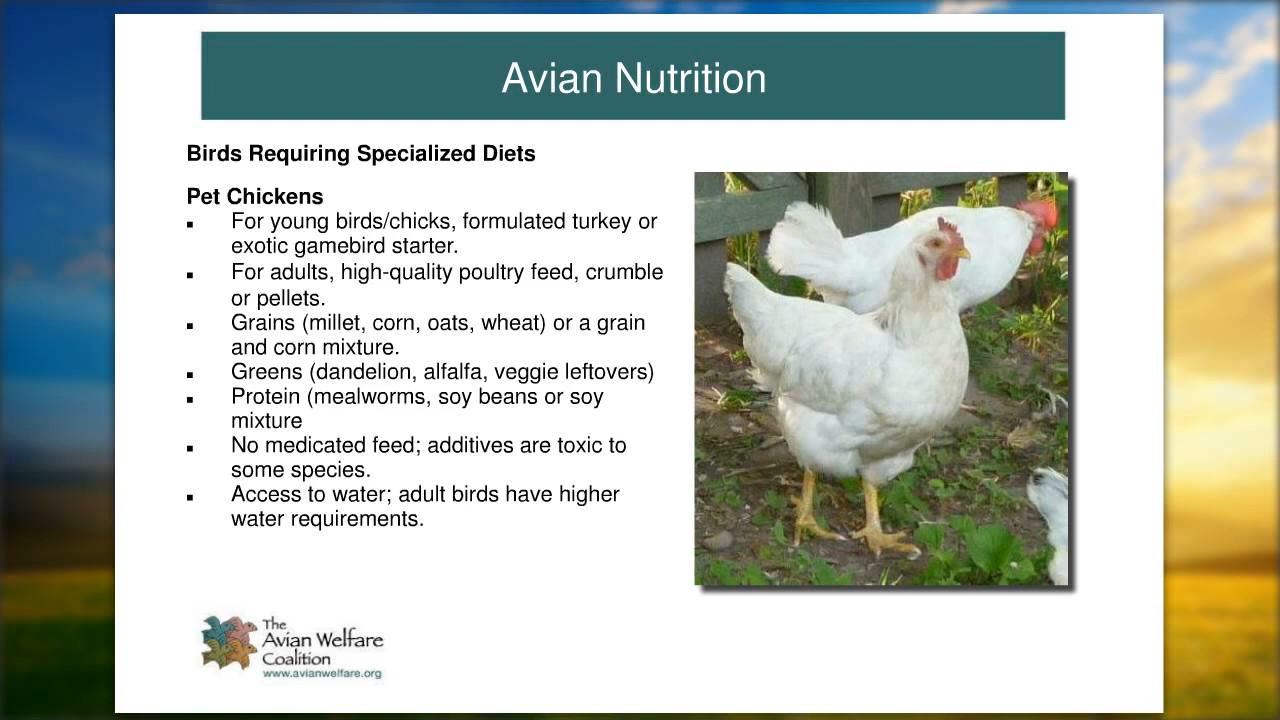 Avian Nutrition
Birds Requiring Specialized Diets
Pet Chickens
▪ For young birds/chicks, formulated turkey or
exotic gamebird starter.
▪ For adults, high-quality poultry feed, crumble
or pellets.
▪ Grains (millet, corn, oats, wheat) or a grain
and corn mixture.
▪ Greens (dandelion, alfalfa, veggie leftovers)
▪ Protein (mealworms, soy beans or soy
mixture
▪ No medicated feed; additives are toxic to
some species.
▪ Access to water; adult birds have higher
water requirements.
The
Avian Welfare
Coalition
www.avianwelfare.org